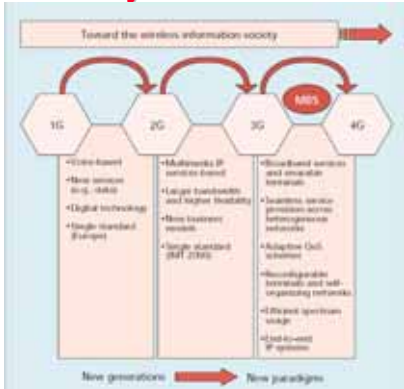 Toward the wireless information society
MBS
1G
2G
3G
4G
•Voice-based
•New services
(e.g., data)
•Digital technology
•Single standard
(Europe)
•Multimedia IP
services-based
•Larger bandwidth
and higher flexibility
•New business
models
•Single standard
(IMT 2000)
•Broadband services
and wearable
terminals
•Seamless service
provision across
heterogeneous
networks
•Adaptive QoS
schemes
•Reconfigurable
terminals and self-
organizing networks
•Efficient spectrum
usage
•End-to-end
IP systems
New generations
New paradigms